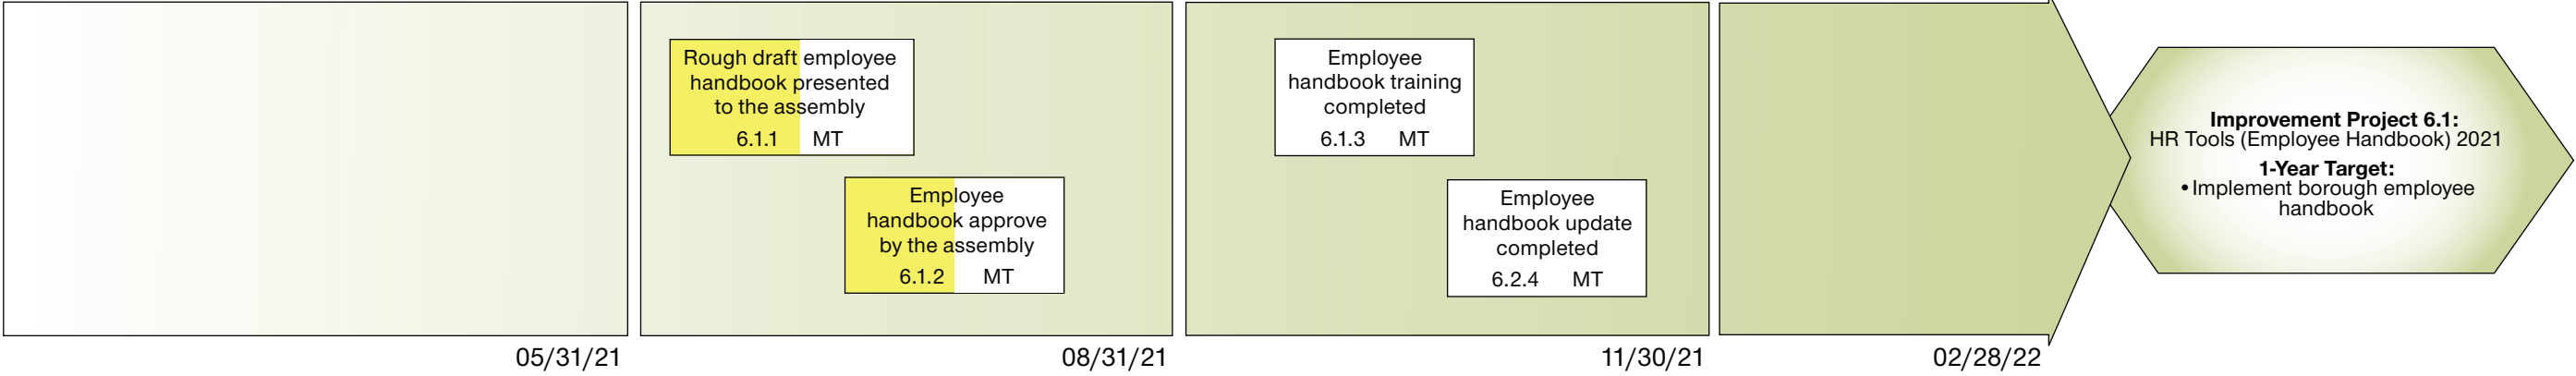 Rough draft employee
handbook presented
to the assembly
6.1.1 MT
Employee
handbook approve
by the assembly
6.1.2 MT
Employee
handbook training
completed
6.1.3 MT
Employee
handbook update
completed
6.2.4 MT
Improvement Project 6.1:
HR Tools (Employee Handbook) 2021
1-Year Target:
• Implement borough employee
handbook
05/31/21
08/31/21
11/30/21
02/28/22